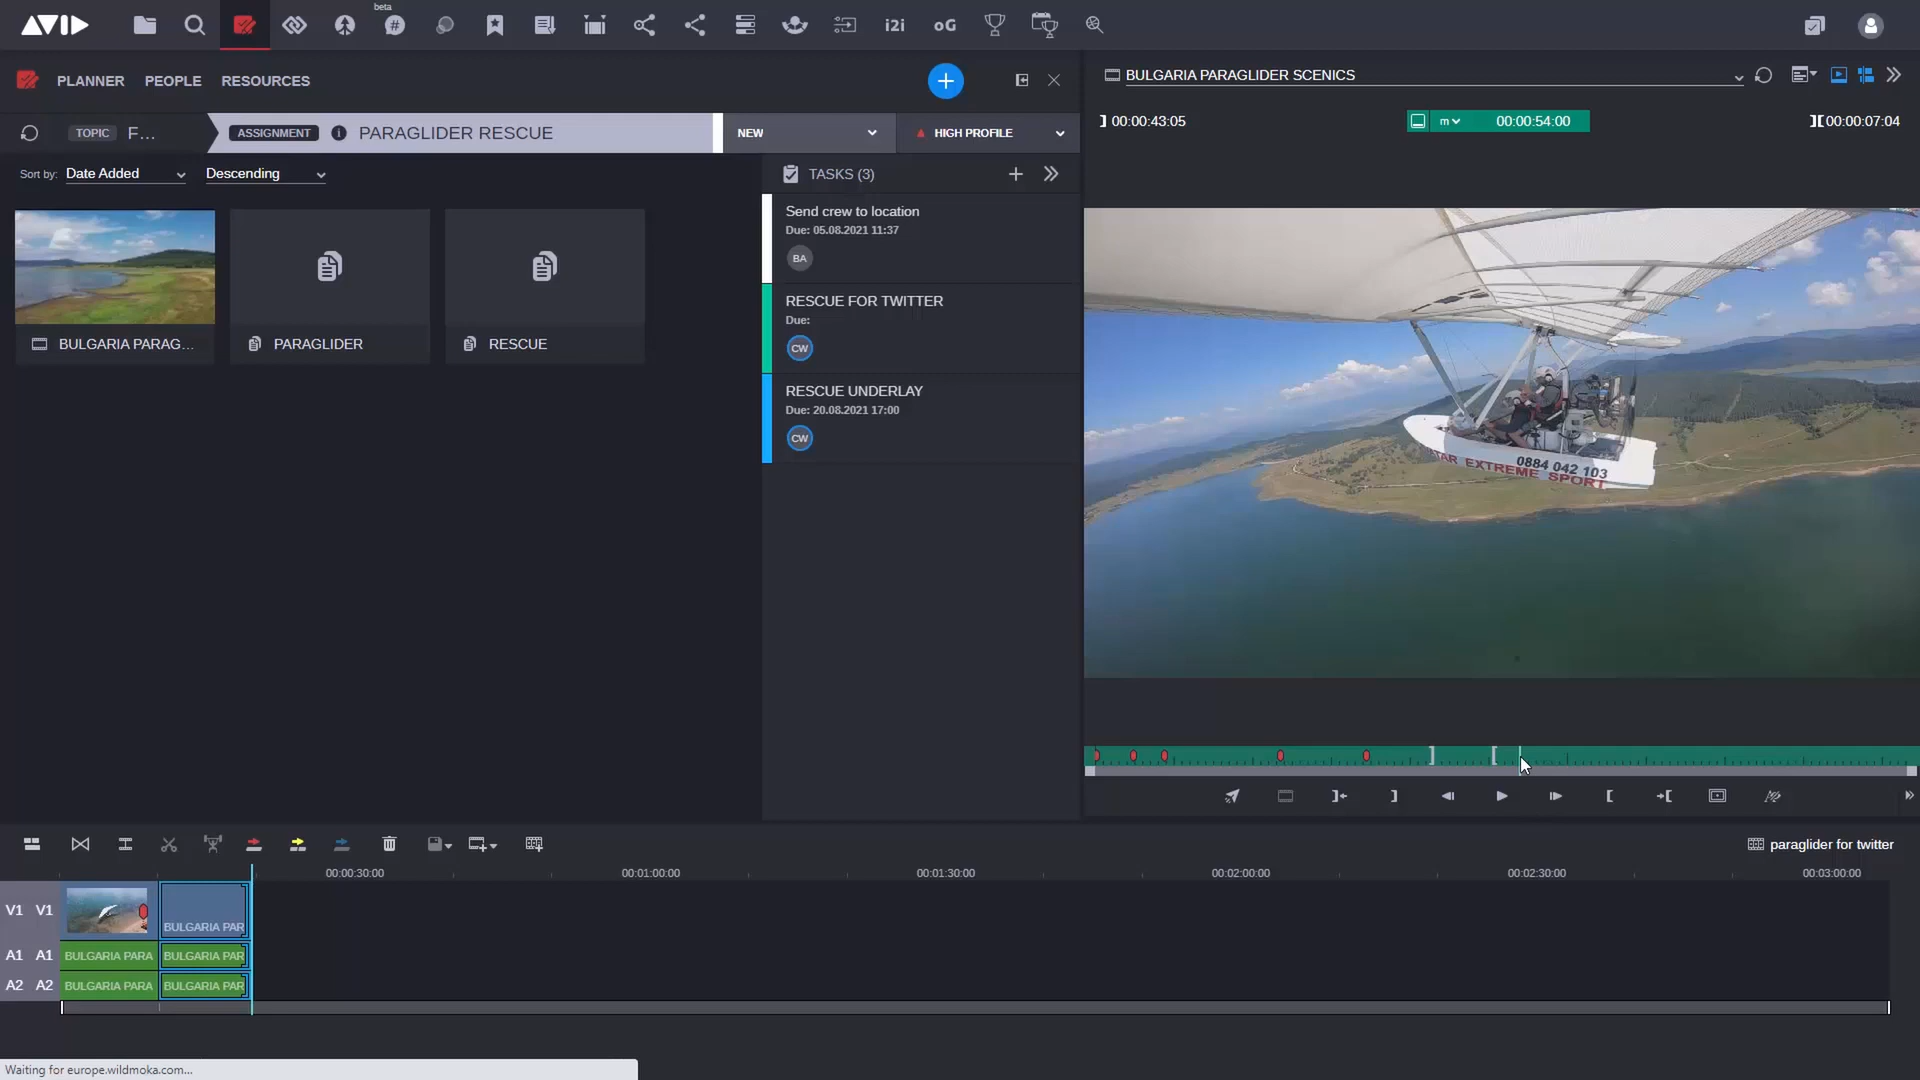 AVID
beta
#
i2i
oG
PLANNER PEOPLE RESOURCES
BULGARIA PARAGLIDER SCENICS
TOPIC F... ASSIGNMENT PARAGLIDER RESCUE NEW HIGH PROFILE
00:00:43:05 m 00:00:54:00 00:00:07:04
Sort by: Date Added Descending
TASKS (3)
Send crew to location
Due: 05.08.2021 11:37
BA
RESCUE FOR TWITTER
Due:
CW
RESCUE UNDERLAY
Due: 20.08.2021 17:00
CW
BULGARIA PARAG... PARAGLIDER RESCUE
0884 042 103
TAR EXTREME SPORT
paraglider for twitter
00:00:30:00 00:01:00:00 00:01:30:00 00:02:00:00 00:02:30:00 00:03:00:00
V1 V1 BULGARIA PAR
A1 A1 BULGARIA PARA BULGARIA PAR
A2 A2 BULGARIA PARA BULGARIA PAR
Waiting for europe.wildmoka.com...